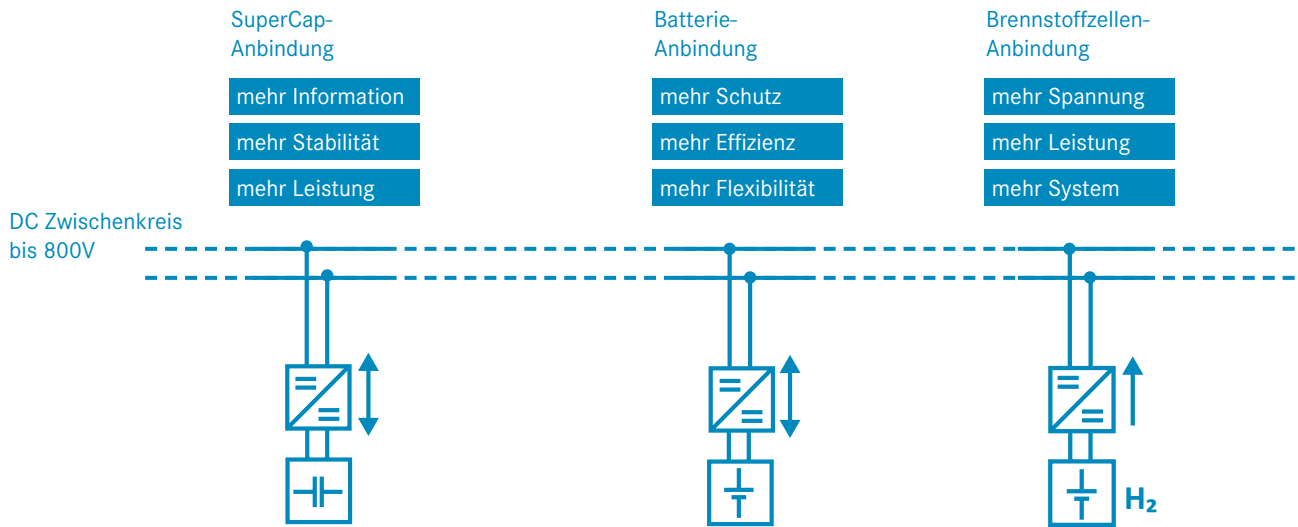 SuperCap-
Anbindung
mehr Information
mehr Stabilität
mehr Leistung
Batterie-
Anbindung
mehr Schutz
mehr Effizienz
mehr Flexibilität
Brennstoffzellen-
Anbindung
mehr Spannung
mehr Leistung
mehr System
DC Zwischenkreis
bis 800V
H₂